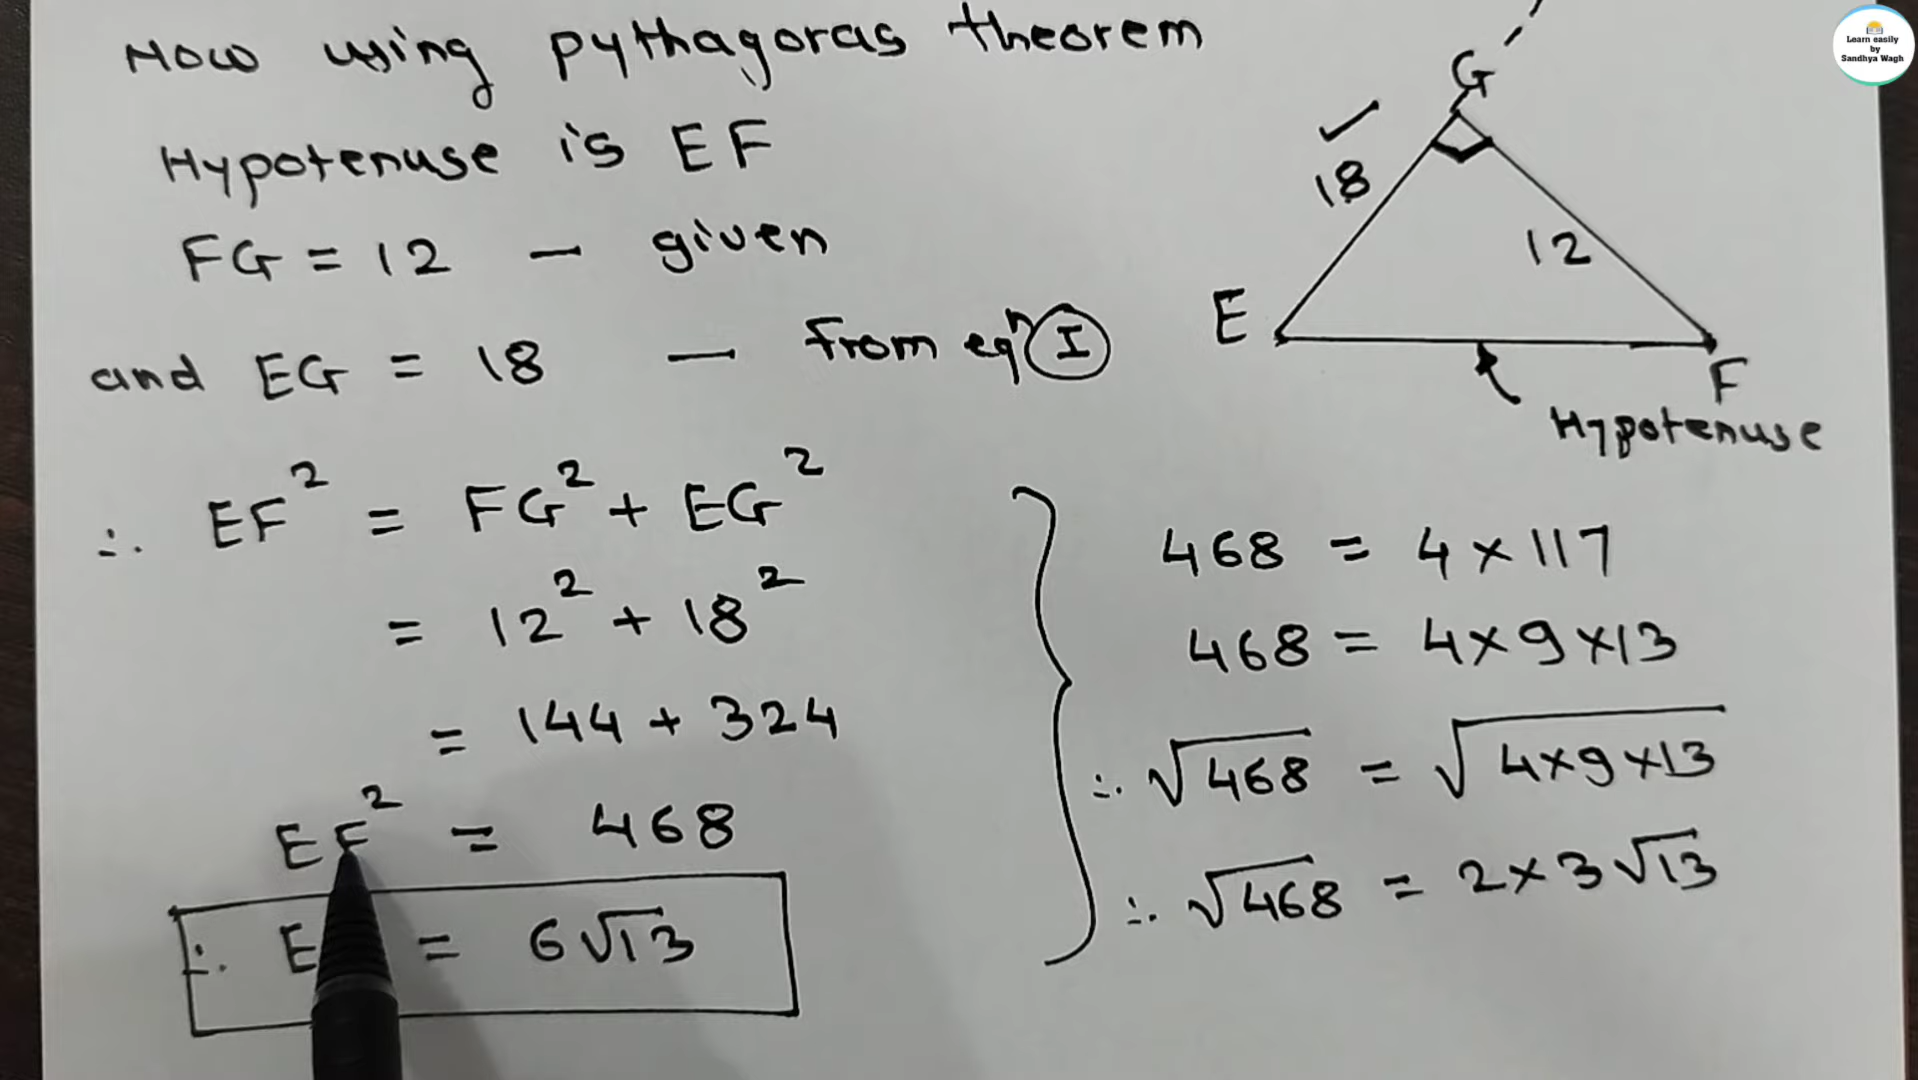 Now using pythagoras theorem
Hypotenuse is EF
FG = 12 — given
and EG = 18 — from eqⁿ I
∴ EF² = FG² + EG²
= 12² + 18²
= 144 + 324
EF² = 468
∴ E = 6√13
G
18
12
E
F
Hypotenuse
468 = 4 × 117
468 = 4 × 9 × 13
∴ √468 = √4×9×13
∴ √468 = 2 × 3√13
Learn easily
by
Sandhya Wagh